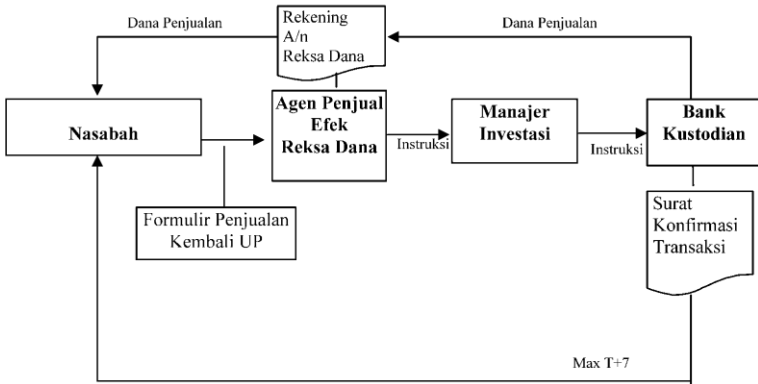 Dana Penjualan
Rekening
A/n
Reksa Dana
Dana Penjualan
Nasabah
Agen Penjual
Efek
Reksa Dana
Instruksi
Manajer
Investasi
Instruksi
Bank
Kustodian
Formulir Penjualan
Kembali UP
Surat
Konfirmasi
Transaksi
Max T+7